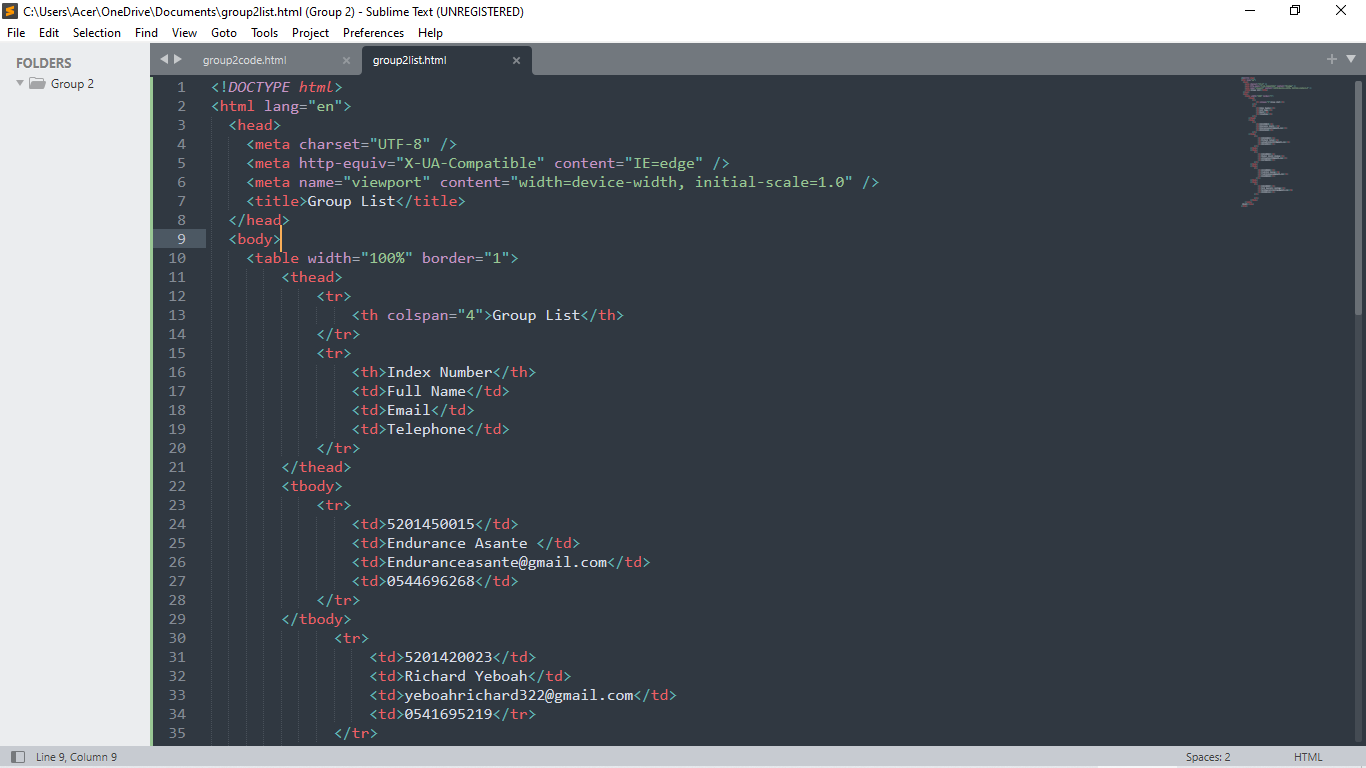 C:\Users\Acer\OneDrive\Documents\group2list.html (Group 2) - Sublime Text (UNREGISTERED)
File Edit Selection Find View Goto Tools Project Preferences Help
FOLDERS
Group 2
group2code.html group2list.html
1 <!DOCTYPE html>
2 <html lang="en">
3 <head>
4 <meta charset="UTF-8" />
5 <meta http-equiv="X-UA-Compatible" content="IE=edge" />
6 <meta name="viewport" content="width=device-width, initial-scale=1.0" />
7 <title>Group List</title>
8 </head>
9 <body>
10 <table width="100%" border="1">
11 <thead>
12 <tr>
13 <th colspan="4">Group List</th>
14 </tr>
15 <tr>
16 <th>Index Number</th>
17 <td>Full Name</td>
18 <td>Email</td>
19 <td>Telephone</td>
20 </tr>
21 </thead>
22 <tbody>
23 <tr>
24 <td>5201450015</td>
25 <td>Endurance Asante </td>
26 <td>Enduranceasante@gmail.com</td>
27 <td>0544696268</td>
28 </tr>
29 </tbody>
30 <tr>
31 <td>5201420023</td>
32 <td>Richard Yeboah</td>
33 <td>yeboahrichard322@gmail.com</td>
34 <td>0541695219</tr>
35 </tr>
Line 9, Column 9 Spaces: 2 HTML